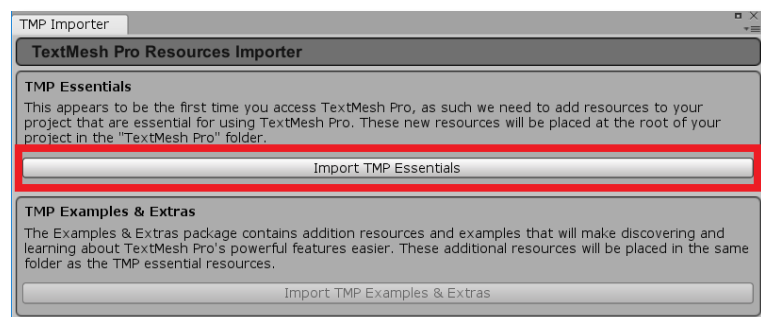 TMP Importer
TextMesh Pro Resources Importer
TMP Essentials
This appears to be the first time you access TextMesh Pro, as such we need to add resources to your
project that are essential for using TextMesh Pro. These new resources will be placed at the root of your
project in the "TextMesh Pro" folder.
Import TMP Essentials
TMP Examples & Extras
The Examples & Extras package contains addition resources and examples that will make discovering and
learning about TextMesh Pro's powerful features easier. These additional resources will be placed in the same
folder as the TMP essential resources.
Import TMP Examples & Extras